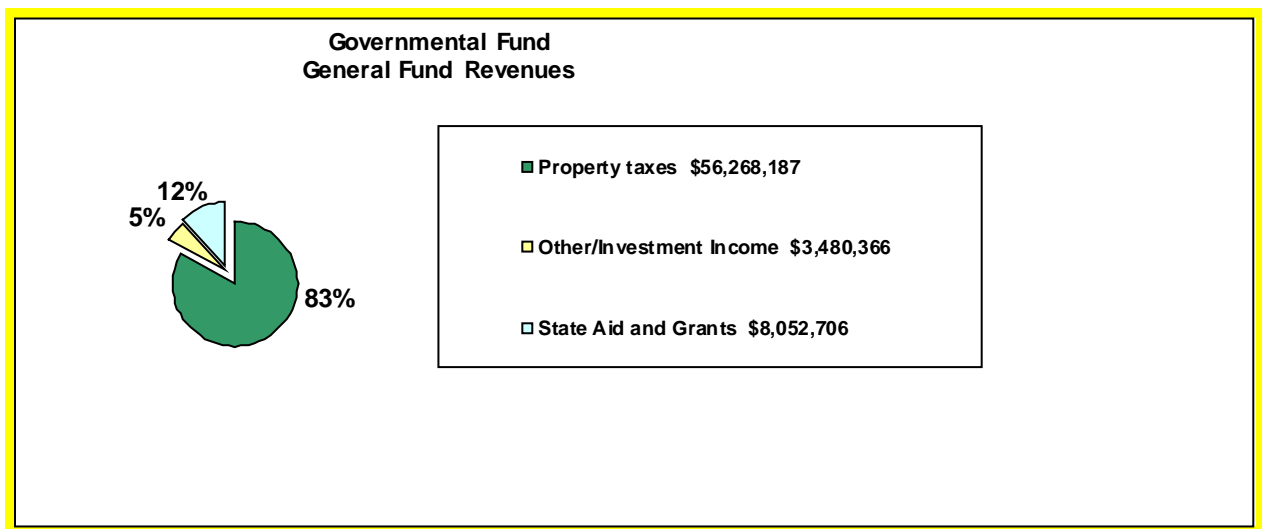 Governmental Fund
General Fund Revenues
12%
5%
83%
Property taxes $56,268,187
Other/Investment Income $3,480,366
State Aid and Grants $8,052,706